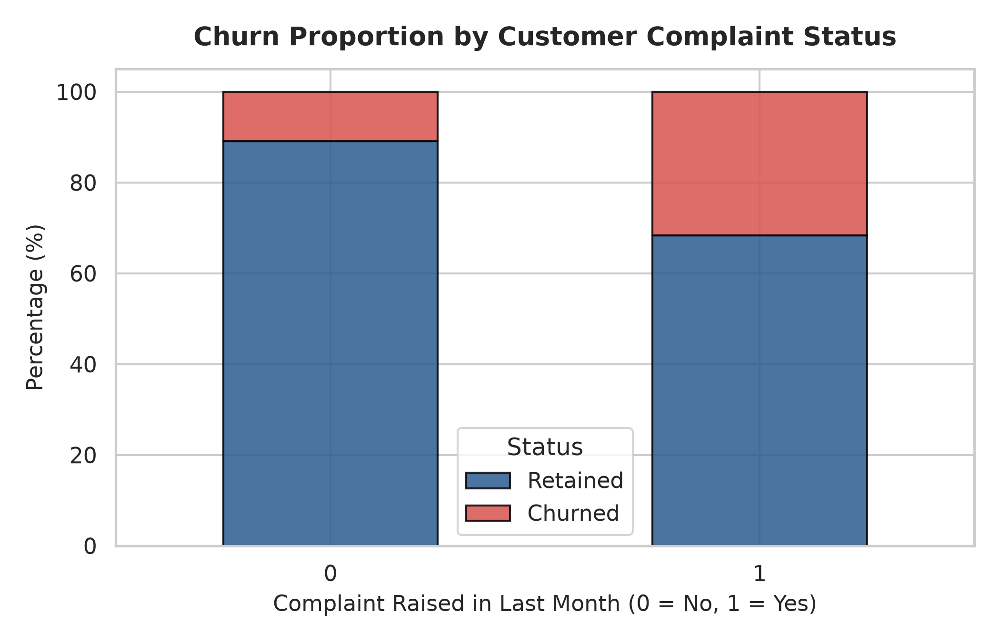 Churn Proportion by Customer Complaint Status
Percentage (%)
100
80
60
40
20
0
Status
Retained
Churned
0
1
Complaint Raised in Last Month (0 = No, 1 = Yes)